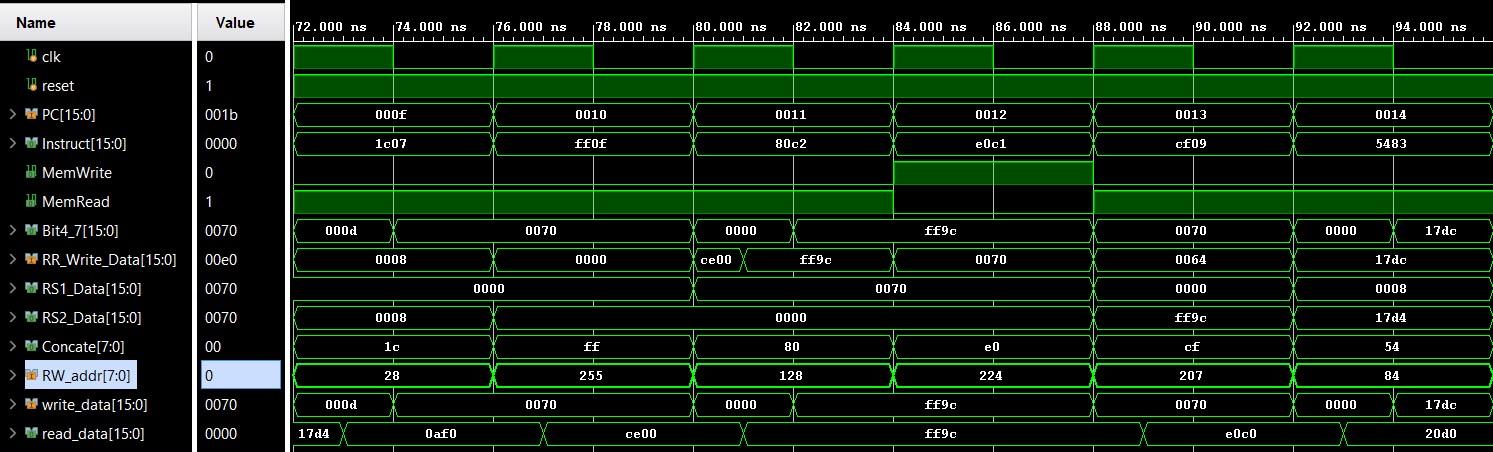 Name Value 72.000 ns 74.000 ns 76.000 ns 78.000 ns 80.000 ns 82.000 ns 84.000 ns 86.000 ns 88.000 ns 90.000 ns 92.000 ns 94.000 ns
clk 0
reset 1
PC[15:0] 001b 000f 0010 0011 0012 0013 0014
Instruct[15:0] 0000 1c07 ff0f 80c2 e0c1 cf09 5483
MemWrite 0
MemRead 1
Bit4_7[15:0] 0070 000d 0070 0000 ff9c 0070 0000 17dc
RR_Write_Data[15:0] 00e0 0008 0000 ce00 ff9c 0070 0064 17dc
RS1_Data[15:0] 0070 0000 0070 0000 0008
RS2_Data[15:0] 0070 0008 0000 ff9c 17d4
Concate[7:0] 00 1c ff 80 e0 cf 54
RW_addr[7:0] 0 28 255 128 224 207 84
write_data[15:0] 0070 000d 0070 0000 ff9c 0070 0000 17dc
read_data[15:0] 0000 17d4 0af0 ce00 ff9c e0c0 20d0